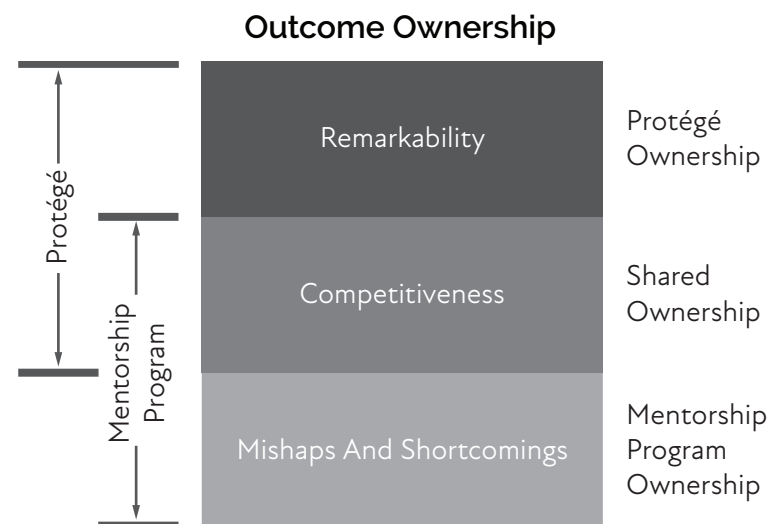 Outcome Ownership
Remarkability
Protégé
Ownership
Protégé
Competitiveness
Shared
Ownership
Mentorship
Program
Mishaps And Shortcomings
Mentorship
Program
Ownership